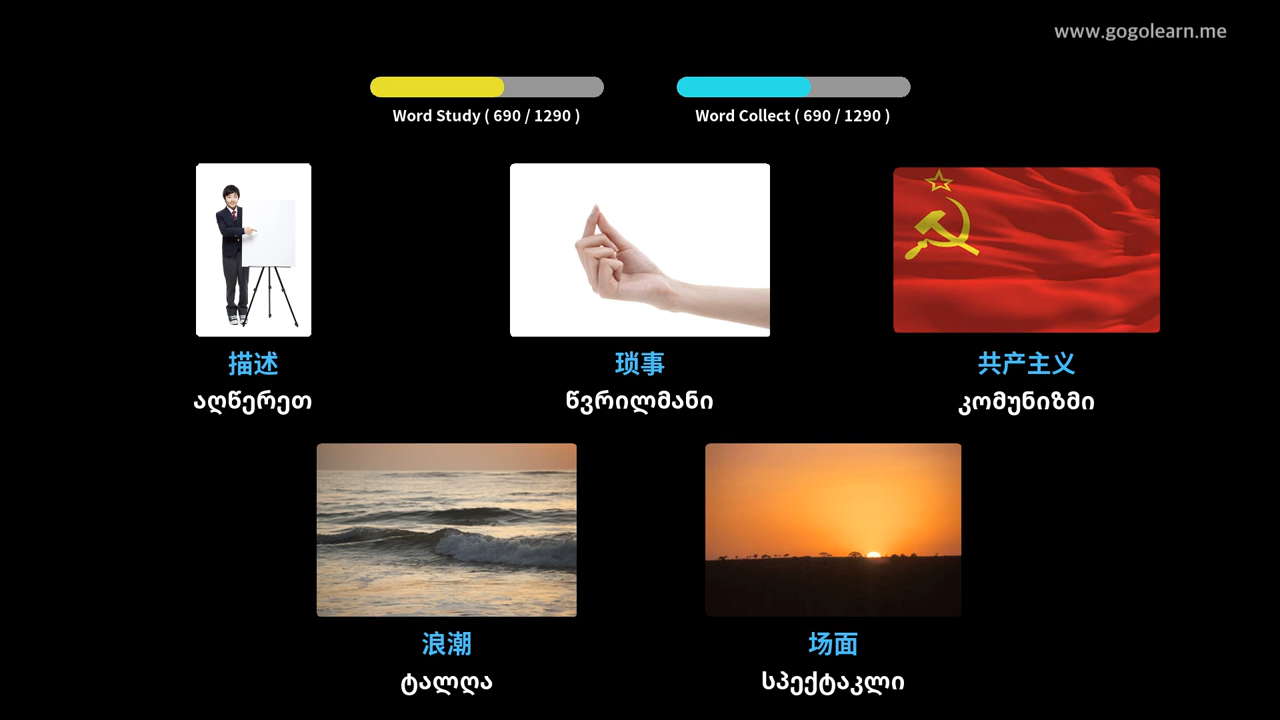 www.gogolearn.me
Word Study ( 690 / 1290 )
Word Collect ( 690 / 1290 )
描述
აღწერეთ
琐事
წვრილმანი
共产主义
კომუნიზმი
浪潮
ტალღა
场面
სპექტაკლი